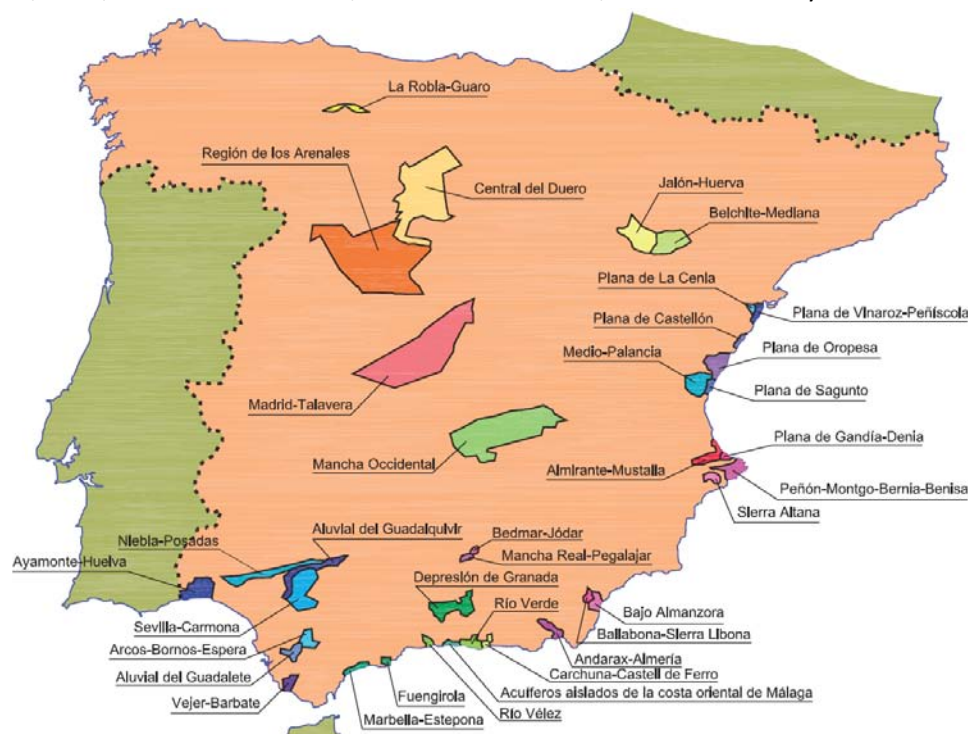 La Robla-Guaro
Región de los Arenales
Central del Duero
Jalón-Huerva
Belchite-Mediana
Plana de La Cenia
Plana de Vinaroz-Peñíscola
Plana de Castellón
Medio-Palancia
Plana de Oropesa
Plana de Sagunto
Madrid-Talavera
Mancha Occidental
Plana de Gandía-Denia
Almirante-Mustalla
Peñón-Montgo-Bernia-Benisa
Sierra Aitana
Aluvial del Guadalquivir
Niebla-Posadas
Bedmar-Jódar
Mancha Real-Pegalajar
Ayamonte-Huelva
Depresión de Granada
Río Verde
Bajo Almanzora
Sevilla-Carmona
Ballabona-Sierra Libona
Arcos-Bornos-Espera
Andarax-Almería
Carchuna-Castell de Ferro
Aluvial del Guadalete
Acuíferos aislados de la costa oriental de Málaga
Fuengirola
Vejer-Barbate
Río Vélez
Marbella-Estepona